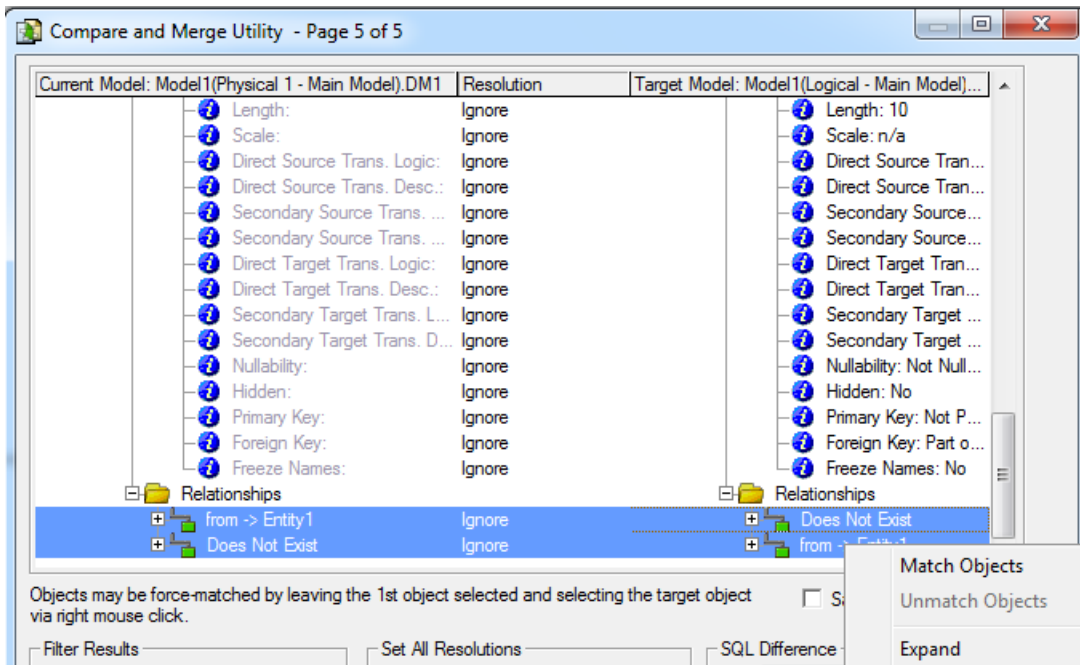 Compare and Merge Utility - Page 5 of 5
Current Model: Model1(Physical 1 - Main Model).DM1 Resolution Target Model: Model1(Logical - Main Model)...
Length: Ignore Length: 10
Scale: Ignore Scale: n/a
Direct Source Trans. Logic: Ignore Direct Source Tran...
Direct Source Trans. Desc.: Ignore Direct Source Tran...
Secondary Source Trans. ... Ignore Secondary Source...
Secondary Source Trans. ... Ignore Secondary Source...
Direct Target Trans. Logic: Ignore Direct Target Tran...
Direct Target Trans. Desc.: Ignore Direct Target Tran...
Secondary Target Trans. L... Ignore Secondary Target ...
Secondary Target Trans. D... Ignore Secondary Target ...
Nullability: Ignore Nullability: Not Null...
Hidden: Ignore Hidden: No
Primary Key: Ignore Primary Key: Not P...
Foreign Key: Ignore Foreign Key: Part o...
Freeze Names: Ignore Freeze Names: No
Relationships Relationships
from -> Entity1 Ignore Does Not Exist
Does Not Exist Ignore from ->
Match Objects
Unmatch Objects
Expand
Objects may be force-matched by leaving the 1st object selected and selecting the target object
via right mouse click.
Filter Results Set All Resolutions SQL Difference